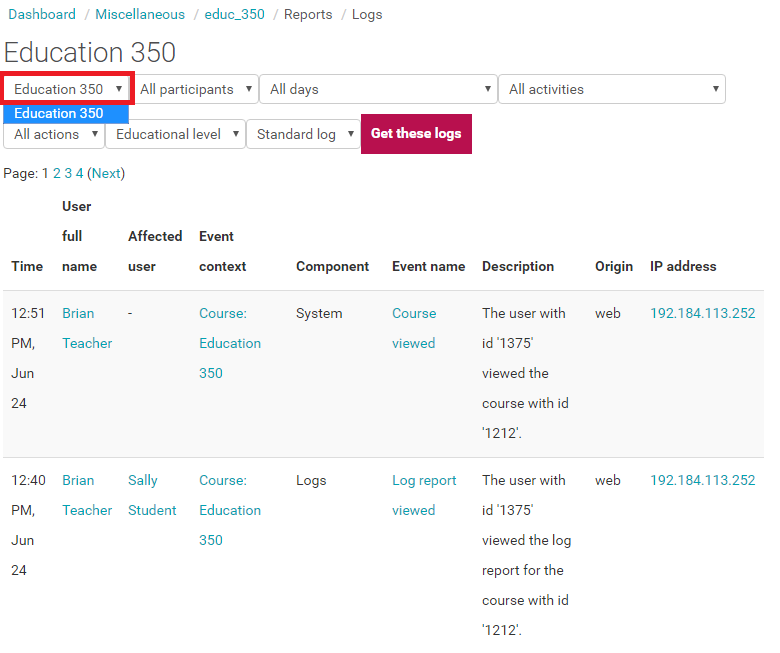 Dashboard / Miscellaneous / educ_350 / Reports / Logs
Education 350
Education 350 ▼ All participants ▼ All days ▼ All activities ▼
Education 350
All actions ▼ Educational level ▼ Standard log ▼ Get these logs
Page: 1 2 3 4 (Next)
User
full Affected Event
Time name user context Component Event name Description Origin IP address
12:51 Brian - Course: System Course The user with web 192.184.113.252
PM, Teacher Education viewed id '1375'
Jun 350 viewed the
24 course with id
'1212'.
12:40 Brian Sally Course: Logs Log report The user with web 192.184.113.252
PM, Teacher Student Education viewed id '1375'
Jun 350 viewed the log
24 report for the
course with id
'1212'.